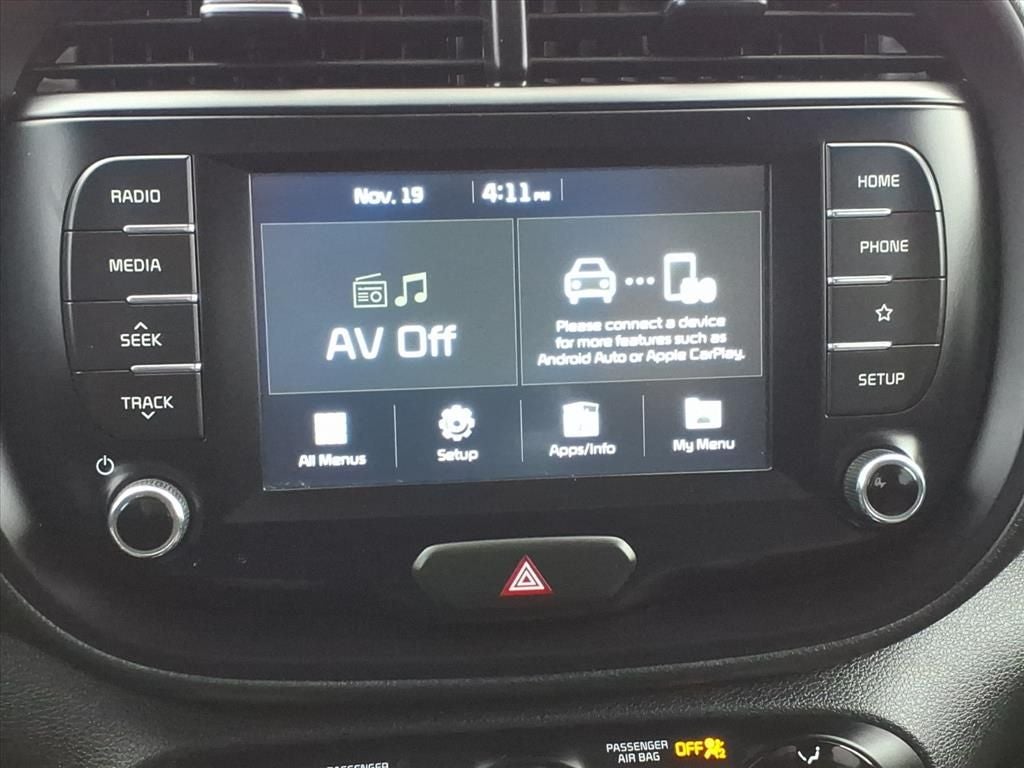 RADIO
MEDIA
SEEK
TRACK
Nov. 19
4:11 PM
AV Off
Please connect a device
for more features such as
Android Auto or Apple CarPlay.
All Menus
Setup
Apps/Info
My Menu
HOME
PHONE
SETUP
PASSENGER
AIR BAG
OFF
2
PASSENGER